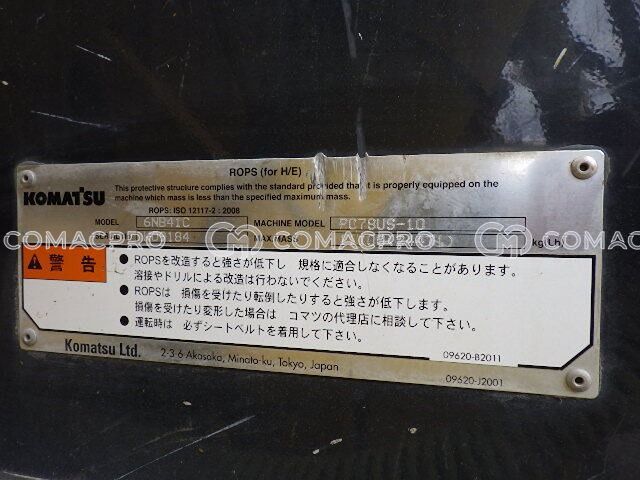 ROPS (for H/E)
KOMATSU
This protective structure complies with the standard provided that it is properly equipped on the
machine which mass is less than the specified maximum mass.
ROPS: ISO 12117-2 : 2008
MODEL 6NB41C MACHINE MODEL PC78US-10
MAX MASS kg(Lh)
COMACPRO COMACPRO COMACPRO
警告
● ROPSを改造すると強さが低下し 規格に適合しなくなることがあります。
溶接やドリルによる改造は行わないでください。
● ROPSは 損傷を受けたり転倒したりすると強さが低下します。
損傷を受けたり変形した場合は コマツの代理店に相談して下さい。
● 運転時は 必ずシートベルトを着用して下さい。
09620-B2011
Komatsu Ltd. 2-3-6 Akasaka, Minato-ku, Tokyo, Japan
09620-J2001